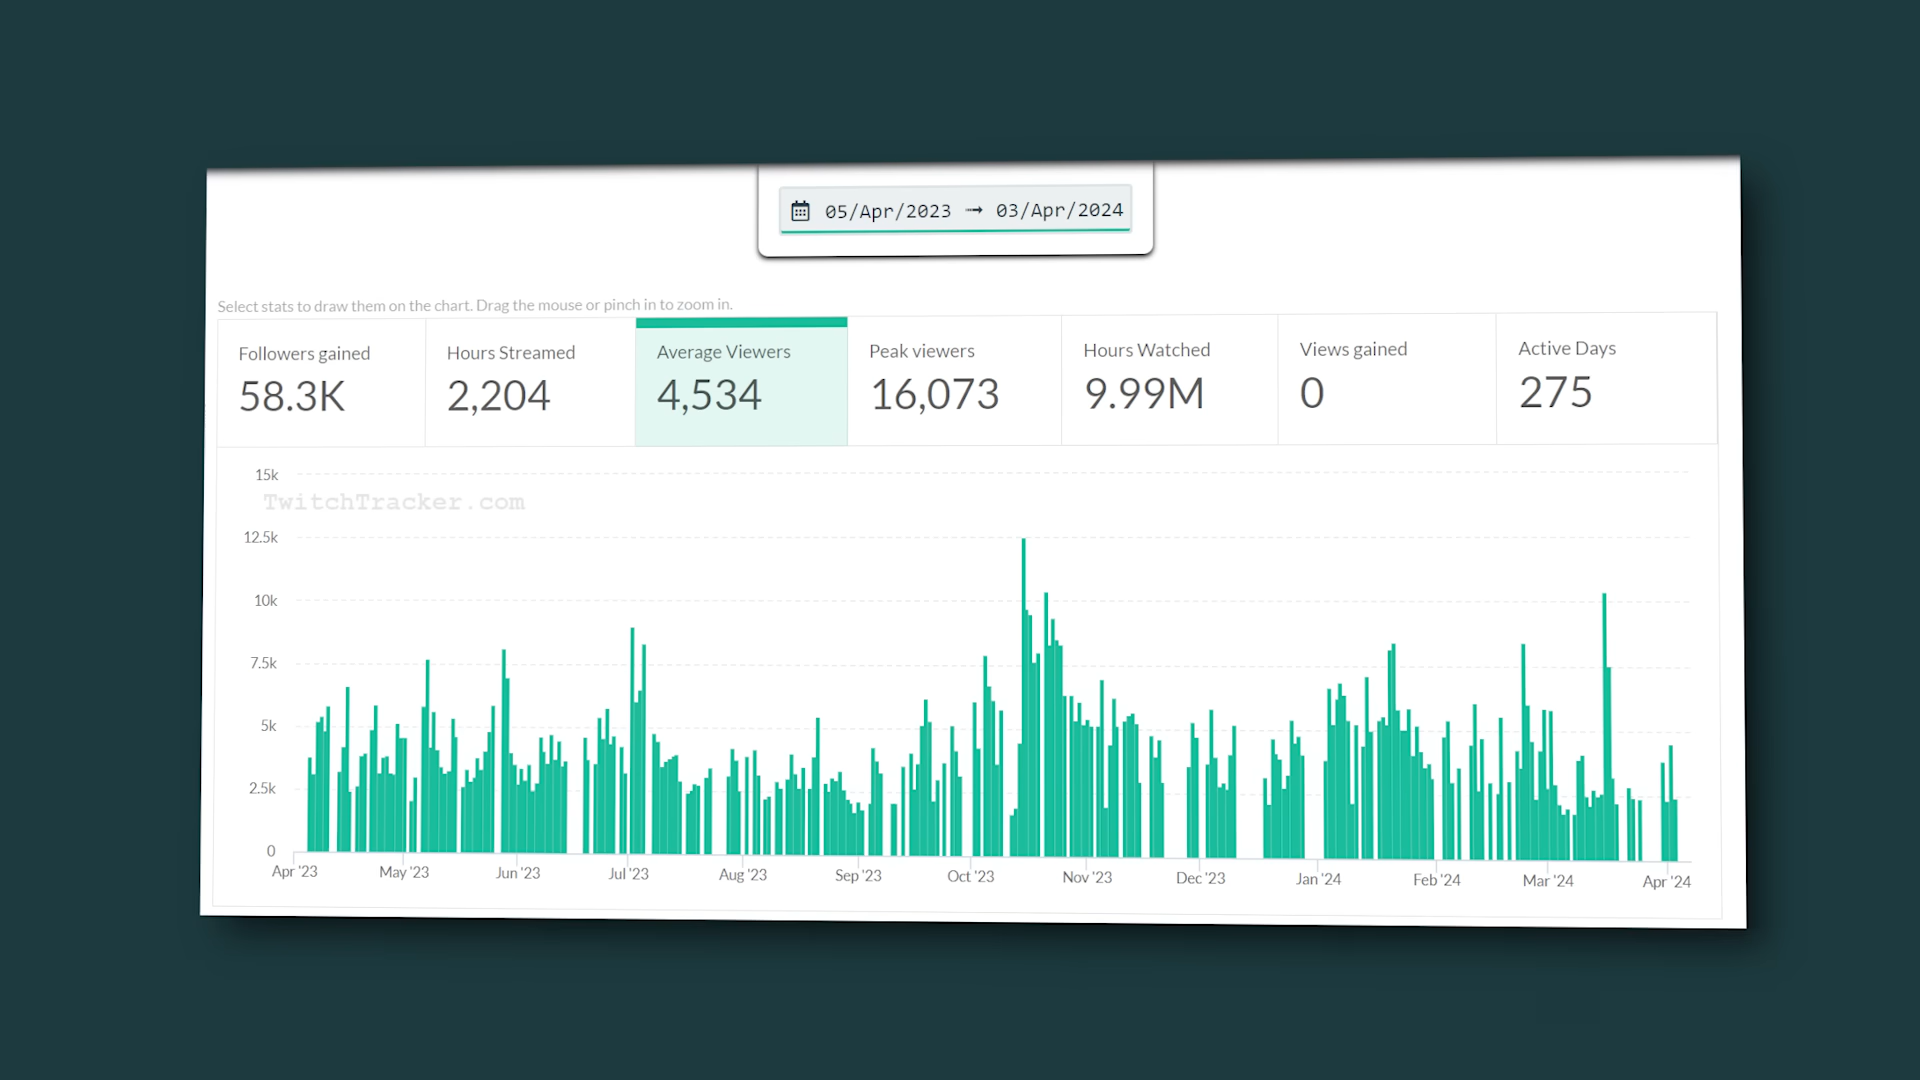 05/Apr/2023 → 03/Apr/2024
Select stats to draw them on the chart. Drag the mouse or pinch in to zoom in.
Followers gained
58.3K
Hours Streamed
2,204
Average Viewers
4,534
Peak viewers
16,073
Hours Watched
9.99M
Views gained
0
Active Days
275
15k
TwitchTracker.com
12.5k
10k
7.5k
5k
2.5k
0
Apr '23 May '23 Jun '23 Jul '23 Aug '23 Sep '23 Oct '23 Nov '23 Dec '23 Jan '24 Feb '24 Mar '24 Apr '24